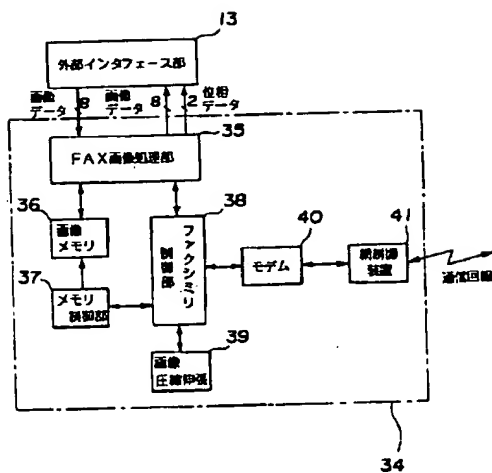 13
外部インタフェース部
画像
データ
8
画像
データ
8
2
位相
データ
35
FAX画像処理部
36
画像
メモリ
38
ファクシミリ
制御部
40
モデム
41
網制御
装置
通信回線
37
メモリ
制御部
39
画像
圧縮伸張
34